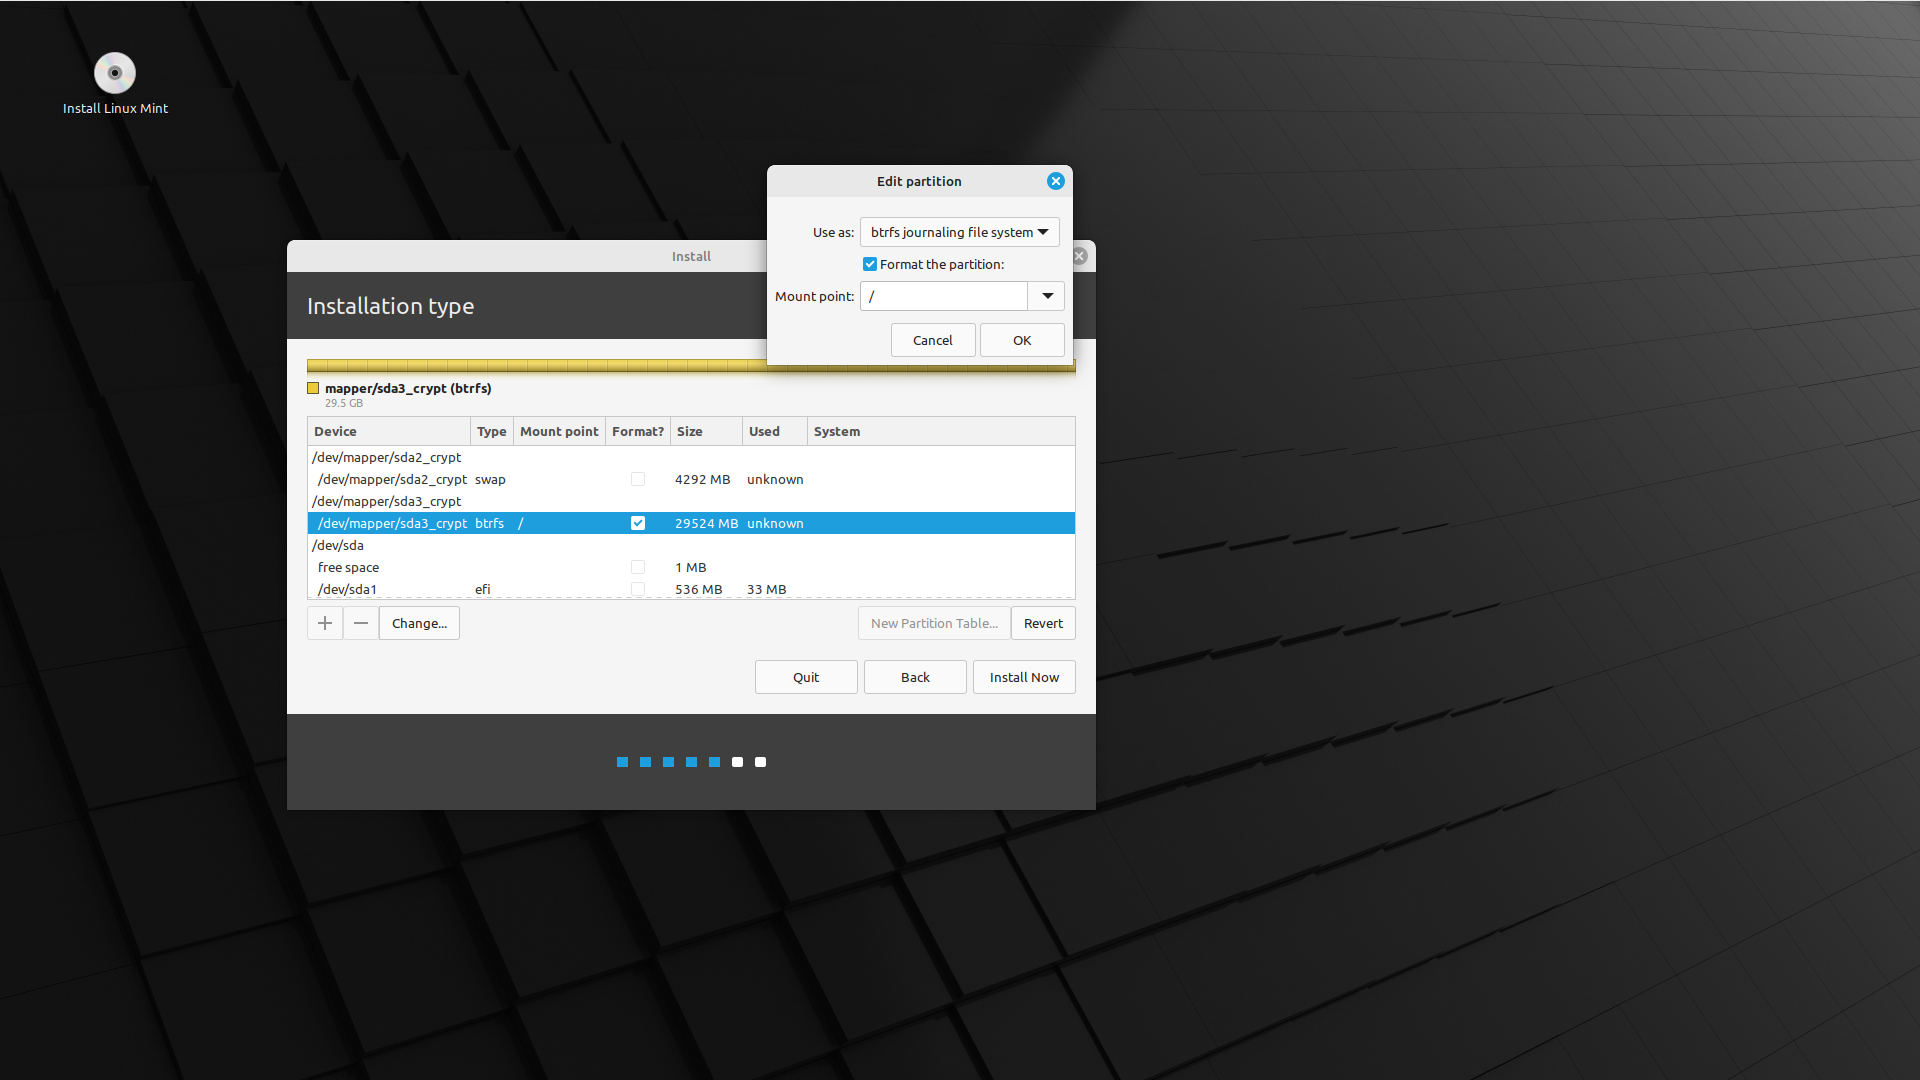 Install Linux Mint
Edit partition
Use as: btrfs journaling file system
Format the partition:
Mount point: /
Cancel OK
Install
Installation type
mapper/sda3_crypt (btrfs)
29.5 GB
Device Type Mount point Format? Size Used System
/dev/mapper/sda2_crypt
/dev/mapper/sda2_crypt swap 4292 MB unknown
/dev/mapper/sda3_crypt
/dev/mapper/sda3_crypt btrfs / 29524 MB unknown
/dev/sda
free space 1 MB
/dev/sda1 efi 536 MB 33 MB
+ — Change... New Partition Table... Revert
Quit Back Install Now